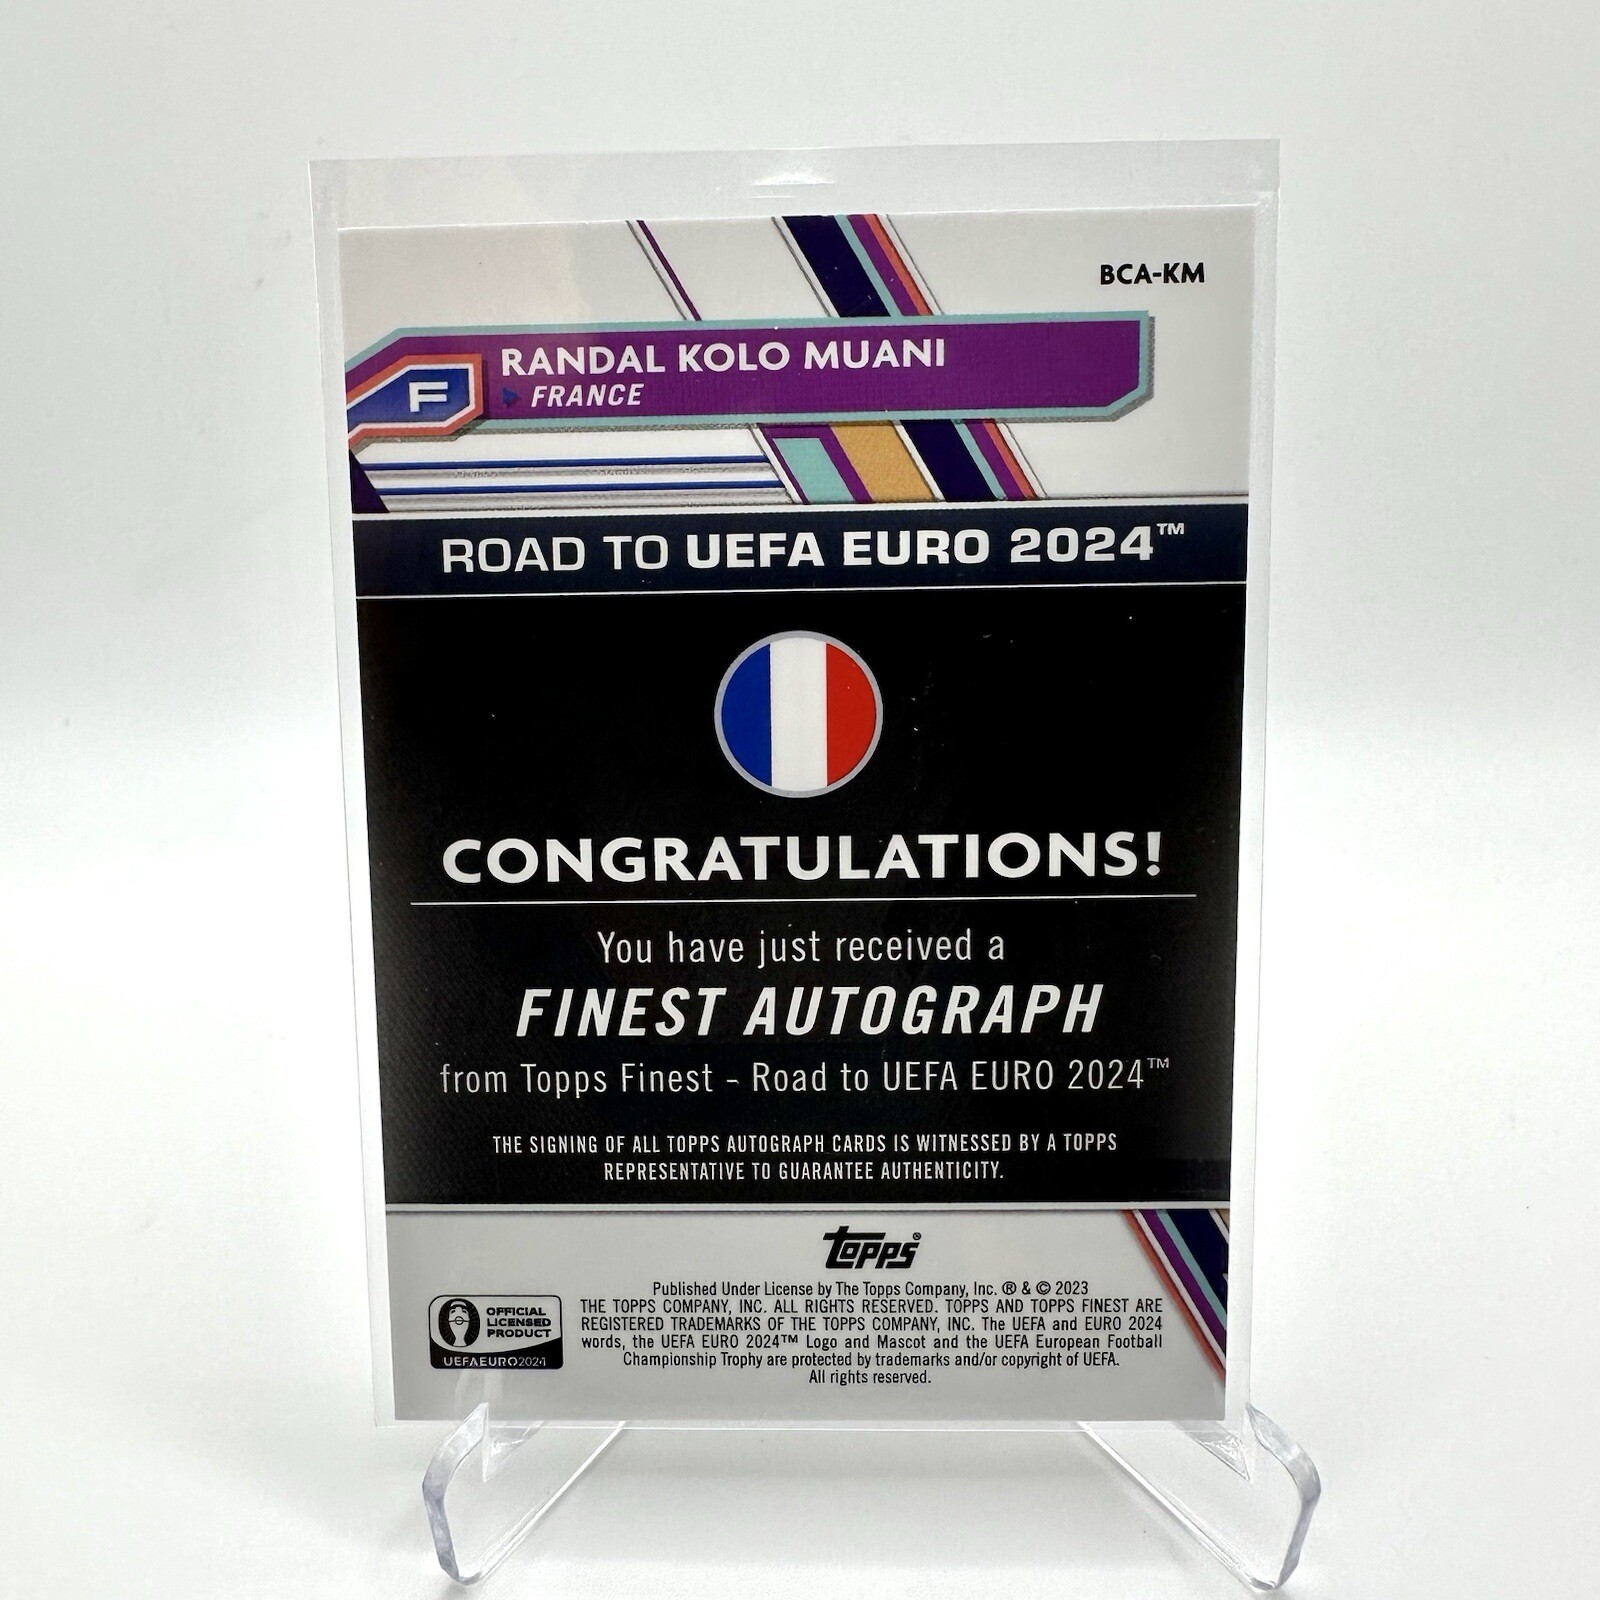 BCA-KM
RANDAL KOLO MUANI
F
FRANCE
ROAD TO UEFA EURO 2024™
CONGRATULATIONS!
You have just received a
FINEST AUTOGRAPH
from Topps Finest - Road to UEFA EURO 2024™
THE SIGNING OF ALL TOPPS AUTOGRAPH CARDS IS WITNESSED BY A TOPPS
REPRESENTATIVE TO GUARANTEE AUTHENTICITY.
topps®
Published Under License by The Topps Company, Inc. ® & © 2023
THE TOPPS COMPANY, INC. ALL RIGHTS RESERVED. TOPPS AND TOPPS FINEST ARE
REGISTERED TRADEMARKS OF THE TOPPS COMPANY, INC. The UEFA and EURO 2024
words, the UEFA EURO 2024™ Logo and Mascot and the UEFA European Football
Championship Trophy are protected by trademarks and/or copyright of UEFA.
All rights reserved.
OFFICIAL
LICENSED
PRODUCT
UEFAEURO2024